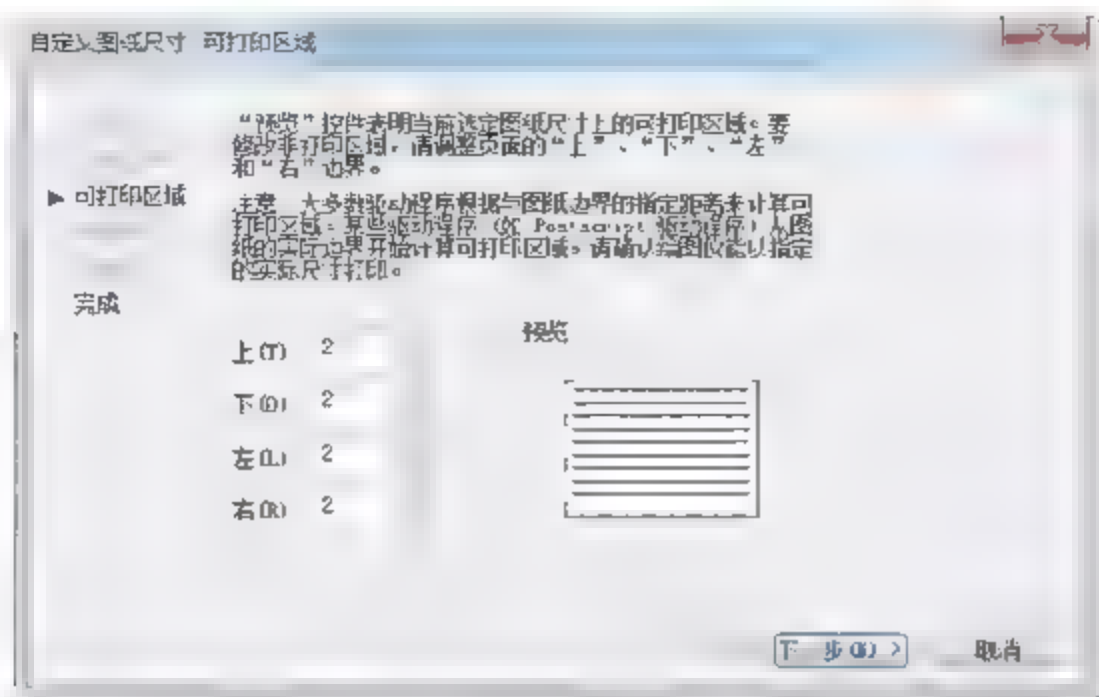 自定义图纸尺寸 可打印区域
“预览”控件表明当前选定图纸尺寸上的可打印区域。要
修改非打印区域，请调整页面的“上”、“下”、“左”
和“右”边界。
▶ 可打印区域
注意 大多数驱动程序根据与图纸边界的指定距离来计算可
打印区域。某些驱动程序（如 Postscript 驱动程序）从图
纸的实际边界开始计算可打印区域。请确认绘图仪能以指定
的实际尺寸打印。
完成
预览
上(T) 2
下(O) 2
左(L) 2
右(R) 2
下一步(N) >
取消